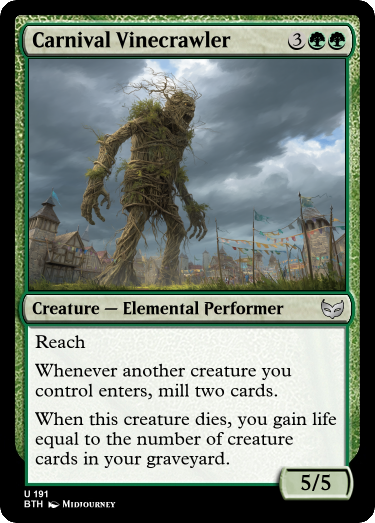 Carnival Vinecrawler 3
Creature — Elemental Performer
Reach
Whenever another creature you
control enters, mill two cards.
When this creature dies, you gain life
equal to the number of creature
cards in your graveyard.
5/5
U 191
BTH Midjourney